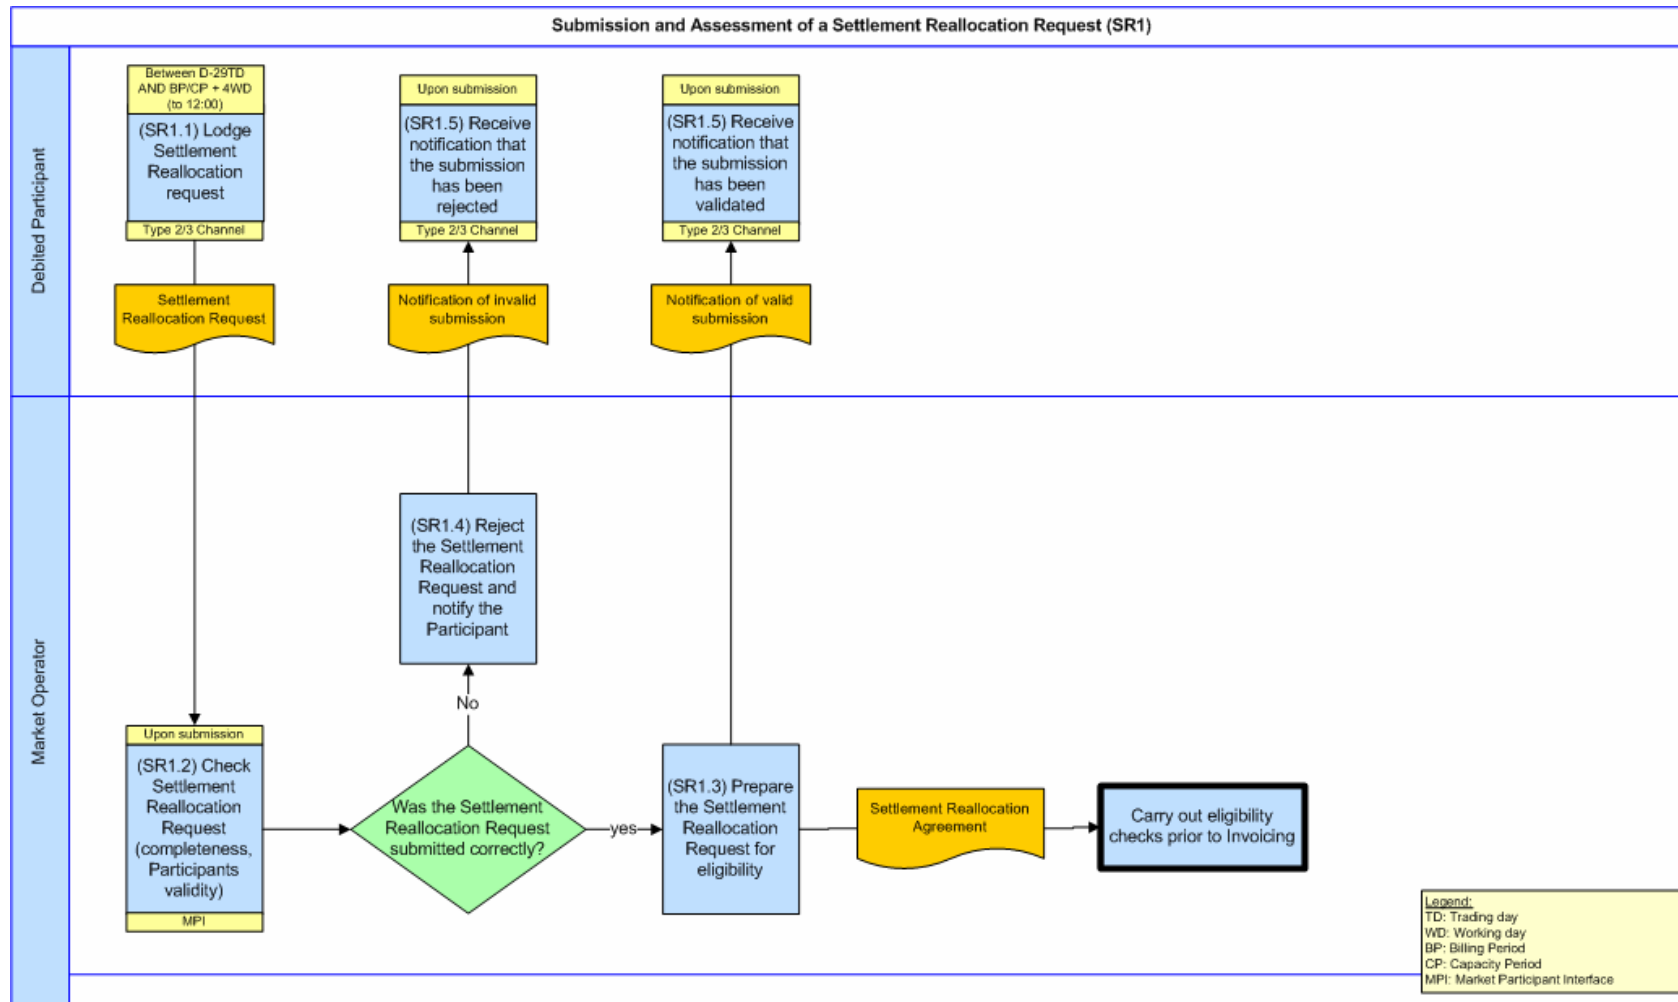 Submission and Assessment of a Settlement Reallocation Request (SR1)
Debited Participant
Between D-29TD
AND BP/CP + 4WD
(to 12:00)
(SR1.1) Lodge
Settlement
Reallocation
request
Type 2/3 Channel
Upon submission
(SR1.5) Receive
notification that
the submission
has been
rejected
Type 2/3 Channel
Upon submission
(SR1.5) Receive
notification that
the submission
has been
validated
Type 2/3 Channel
Settlement
Reallocation Request
Notification of invalid
submission
Notification of valid
submission
Market Operator
(SR1.4) Reject
the Settlement
Reallocation
Request and
notify the
Participant
No
Upon submission
(SR1.2) Check
Settlement
Reallocation
Request
(completeness,
Participants
validity)
MPI
Was the Settlement
Reallocation Request
submitted correctly?
yes
(SR1.3) Prepare
the Settlement
Reallocation
Request for
eligibility
Settlement Reallocation
Agreement
Carry out eligibility
checks prior to Invoicing
Legend:
TD: Trading day
WD: Working day
BP: Billing Period
CP: Capacity Period
MPI: Market Participant Interface